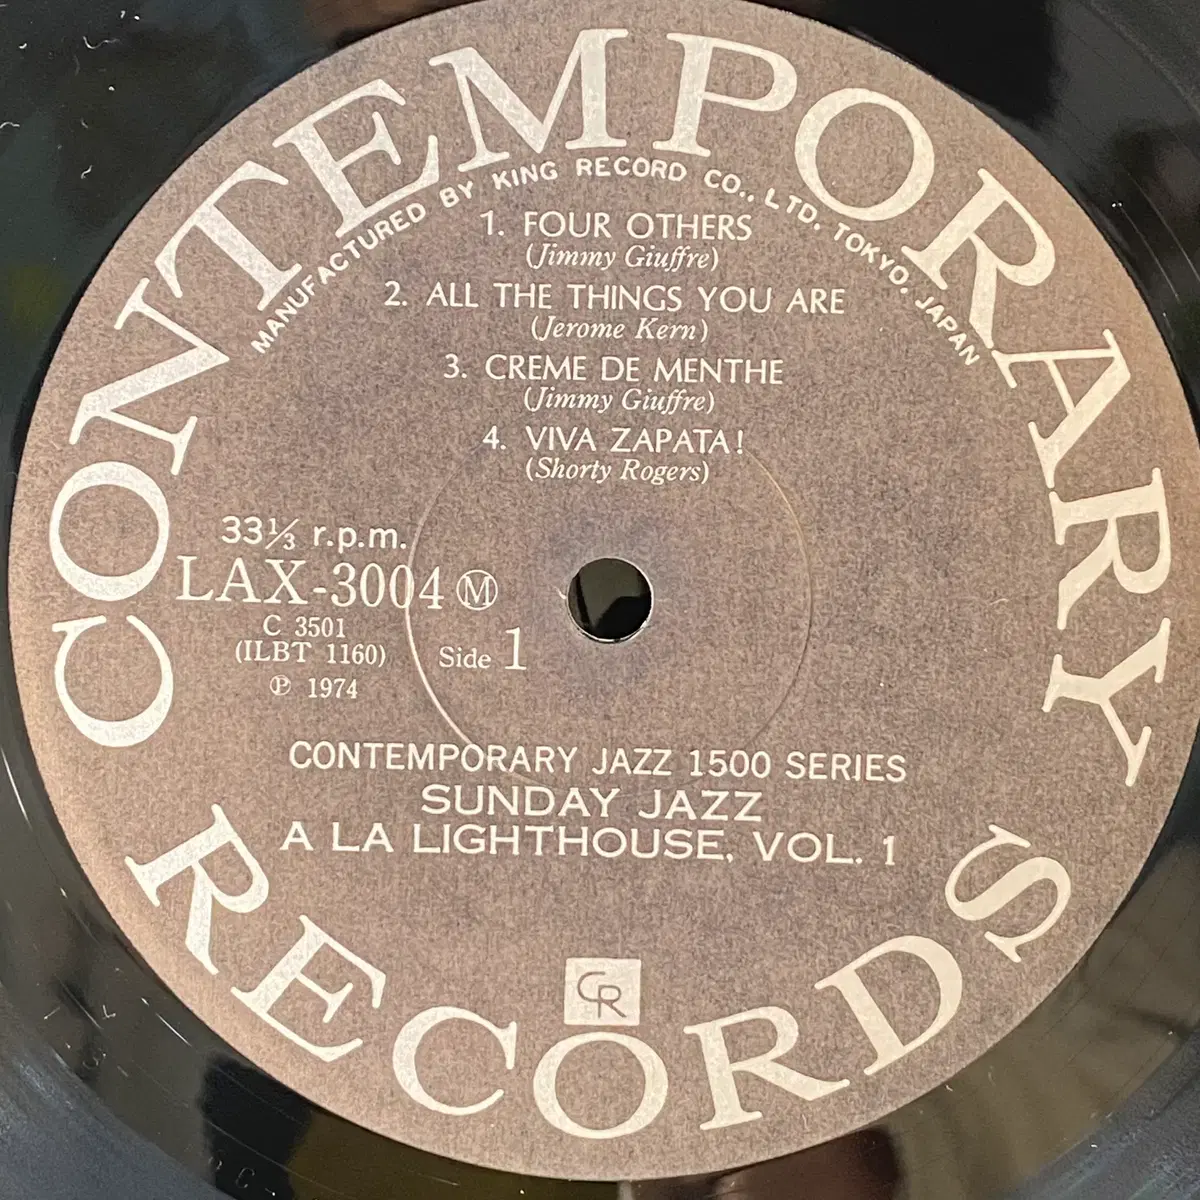 CONTEMPORARY
MANUFACTURED BY KING RECORD CO., LTD. TOKYO. JAPAN
1. FOUR OTHERS
(Jimmy Giuffre)
2. ALL THE THINGS YOU ARE
(Jerome Kern)
3. CREME DE MENTHE
(Jimmy Giuffre)
4. VIVA ZAPATA!
(Shorty Rogers)
33⅓ r.p.m.
LAX-3004 Ⓜ
C 3501
(ILBT 1160)
Side 1
℗ 1974
CONTEMPORARY JAZZ 1500 SERIES
SUNDAY JAZZ
A LA LIGHTHOUSE, VOL. 1
CR
RECORDS